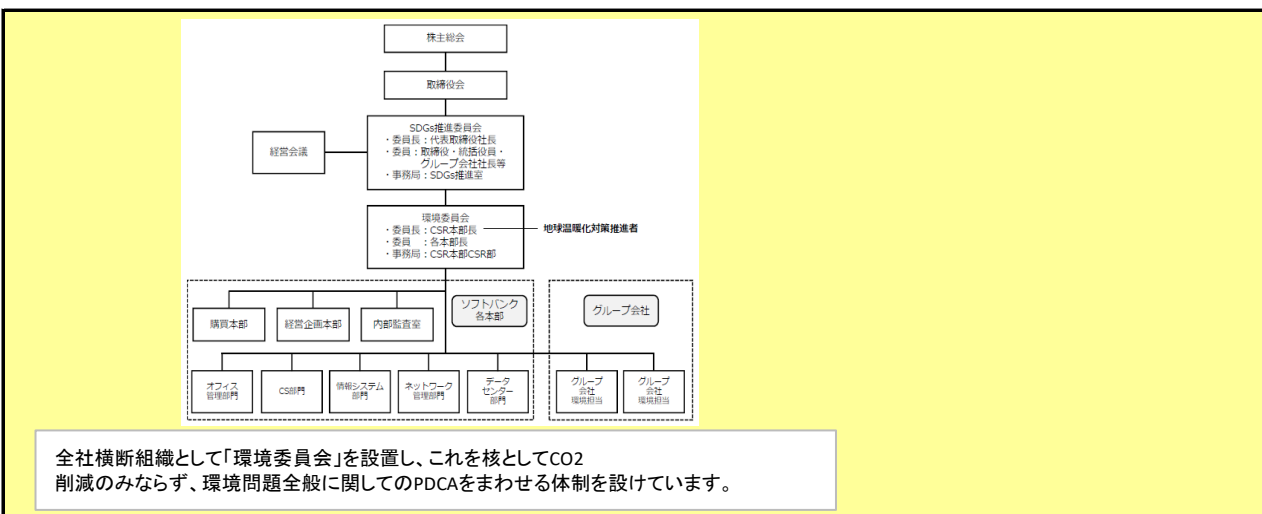 株主総会
取締役会
経営会議
SDGs推進委員会
・委員長：代表取締役社長
・委員：取締役・統括役員・
グループ会社社長等
・事務局：SDGs推進室
環境委員会
・委員長：CSR本部長
・委員　：各本部長
・事務局：CSR本部CSR部
地球温暖化対策推進者
購買本部
経営企画本部
内部監査室
ソフトバンク
各本部
グループ会社
オフィス
管理部門
CS部門
情報システム
部門
ネットワーク
管理部門
データ
センター
部門
グループ
会社
環境担当
グループ
会社
環境担当
全社横断組織として「環境委員会」を設置し、これを核としてCO2
削減のみならず、環境問題全般に関してのPDCAをまわせる体制を設けています。